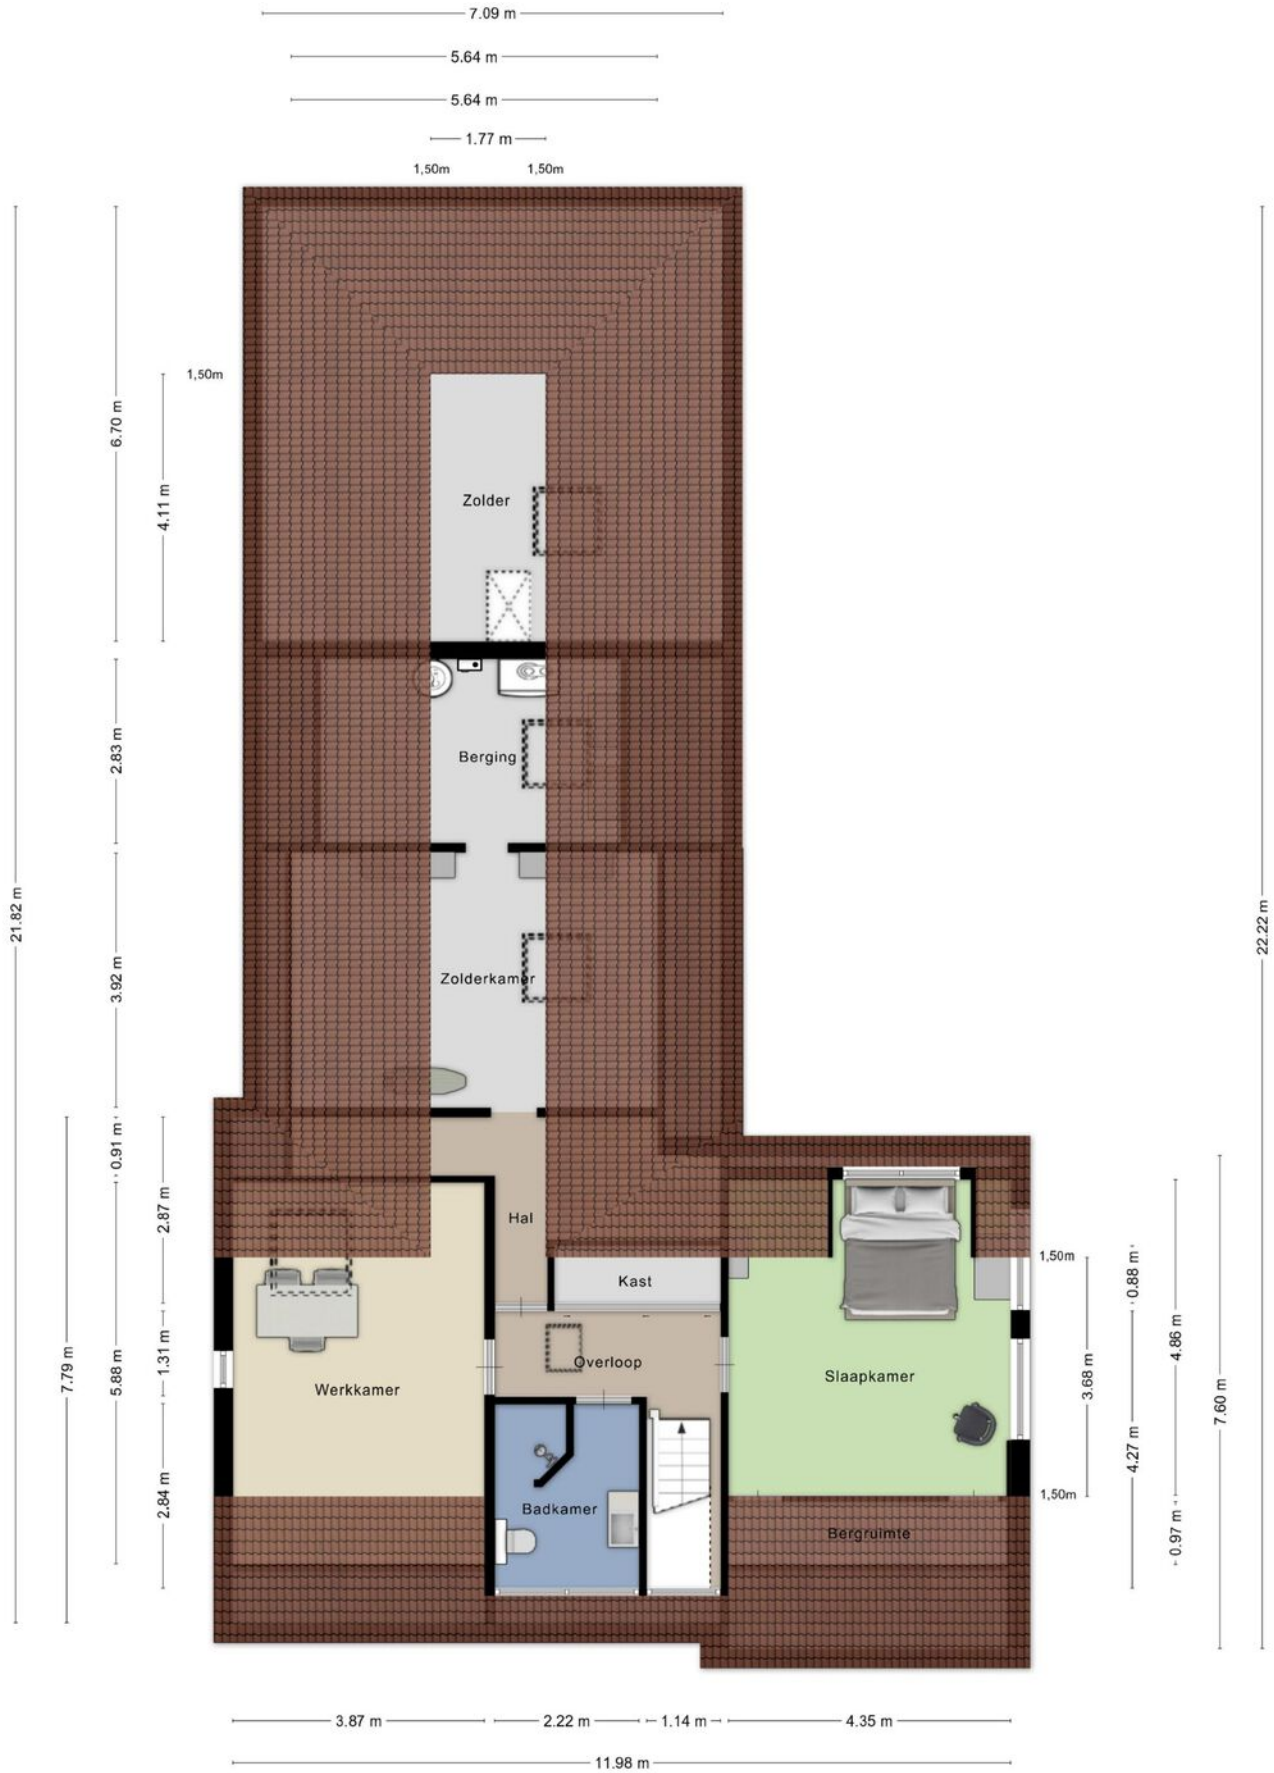 7.09 m
5.64 m
5.64 m
1.77 m
1,50m
1,50m
1,50m
6.70 m
4.11 m
Zolder
2.83 m
Berging
21.82 m
22.22 m
3.92 m
Zolderkamer
0.91 m
2.87 m
Hal
1,50m
0.88 m
Kast
7.79 m
5.88 m
1.31 m
Werkkamer
Overloop
Slaapkamer
3.68 m
4.86 m
7.60 m
4.27 m
2.84 m
Badkamer
1,50m
Bergruimte
0.97 m
3.87 m
2.22 m
1.14 m
4.35 m
11.98 m